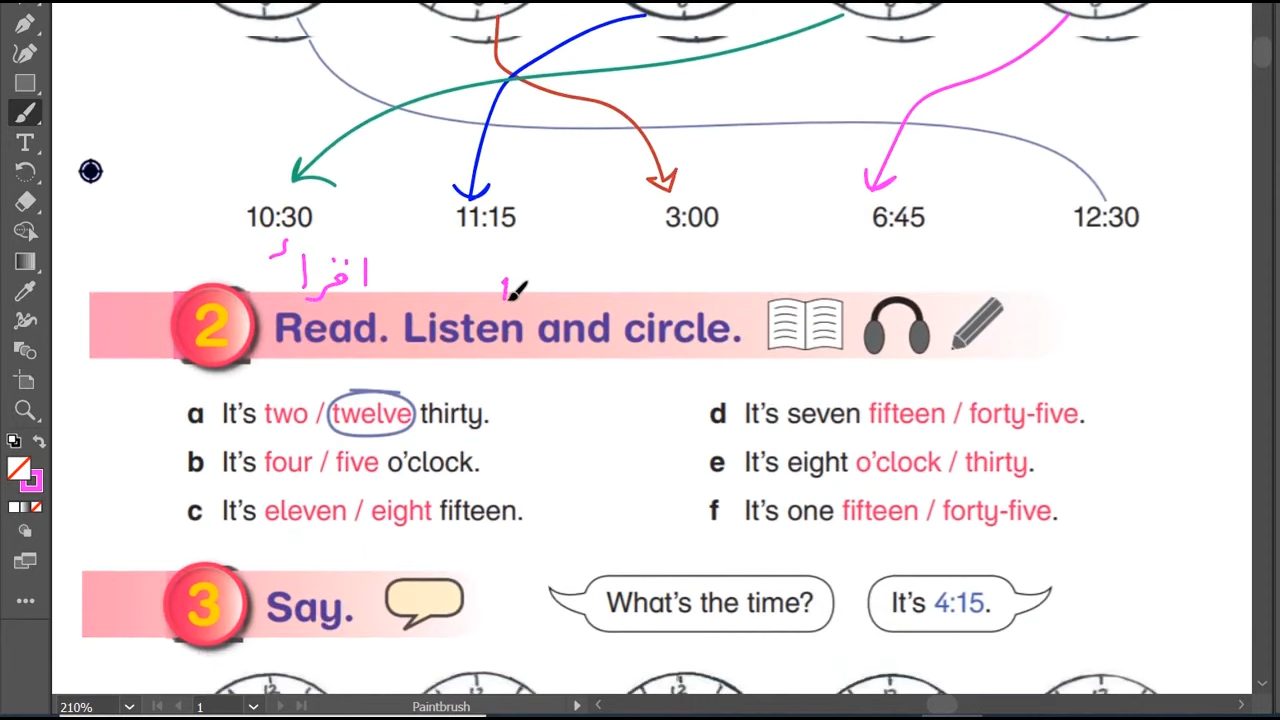 10:30 11:15 3:00 6:45 12:30
اقرأ
2 Read. Listen and circle.
a It's two / twelve thirty.
b It's four / five o'clock.
c It's eleven / eight fifteen.
d It's seven fifteen / forty-five.
e It's eight o'clock / thirty.
f It's one fifteen / forty-five.
3 Say.
What's the time? It's 4:15.
210% 1 Paintbrush